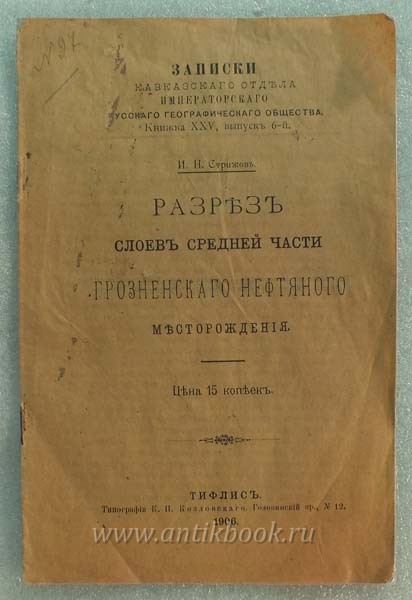 N 97
ЗАПИСКИ
КАВКАЗСКАГО ОТДѢЛА
ИМПЕРАТОРСКАГО
РУССКАГО ГЕОГРАФИЧЕСКАГО ОБЩЕСТВА.
Книжка XXV, выпускъ 6-й.
И. Н. Стрижовъ.
РАЗРѢЗЪ
СЛОЕВЪ СРЕДНЕЙ ЧАСТИ
ГРОЗНЕНСКАГО НЕФТЯНОГО
МѢСТОРОЖДЕНІЯ.
Цѣна 15 копѣекъ.
ТИФЛИСЪ.
Типографія К. П. Козловскаго. Головинскій пр., № 12.
1906.
www.antikbook.ru